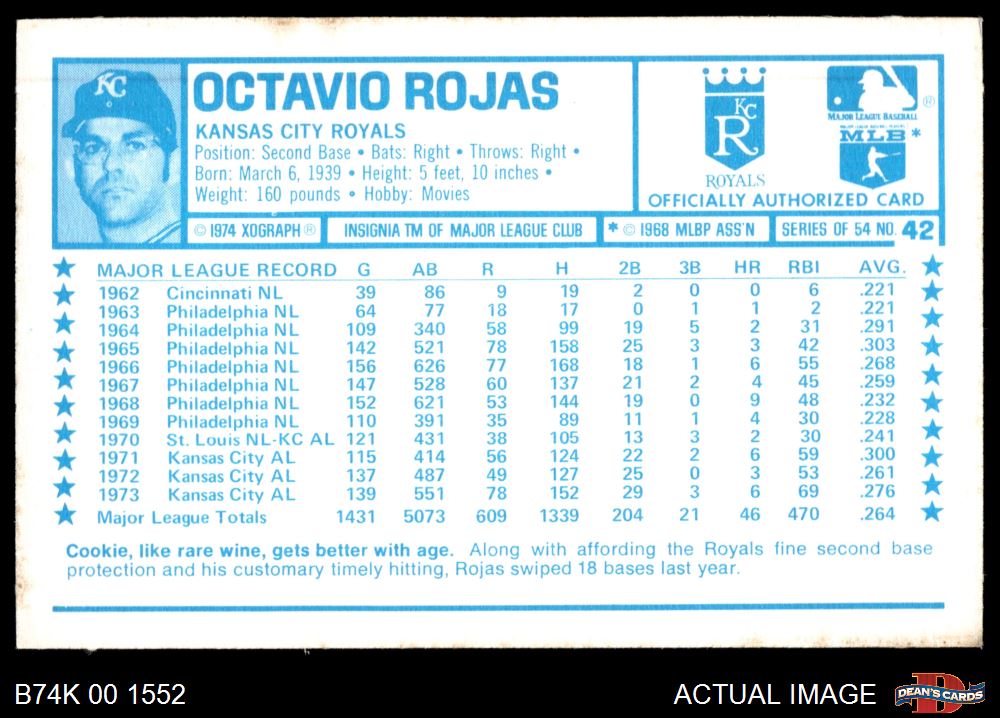 KC
OCTAVIO ROJAS
KANSAS CITY ROYALS
Position: Second Base • Bats: Right • Throws: Right •
Born: March 6, 1939 • Height: 5 feet, 10 inches •
Weight: 160 pounds • Hobby: Movies
KC
R
ROYALS
®
MAJOR LEAGUE BASEBALL
MAJOR LEAGUE BASEBALL PLAYERS
MLB *
OFFICIALLY AUTHORIZED CARD
© 1974 XOGRAPH ® INSIGNIA TM OF MAJOR LEAGUE CLUB * © 1968 MLBP ASS'N SERIES OF 54 NO. 42
MAJOR LEAGUE RECORD G AB R H 2B 3B HR RBI AVG.
1962 Cincinnati NL 39 86 9 19 2 0 0 6 .221
1963 Philadelphia NL 64 77 18 17 0 1 1 2 .221
1964 Philadelphia NL 109 340 58 99 19 5 2 31 .291
1965 Philadelphia NL 142 521 78 158 25 3 3 42 .303
1966 Philadelphia NL 156 626 77 168 18 1 6 55 .268
1967 Philadelphia NL 147 528 60 137 21 2 4 45 .259
1968 Philadelphia NL 152 621 53 144 19 0 9 48 .232
1969 Philadelphia NL 110 391 35 89 11 1 4 30 .228
1970 St. Louis NL-KC AL 121 431 38 105 13 3 2 30 .241
1971 Kansas City AL 115 414 56 124 22 2 6 59 .300
1972 Kansas City AL 137 487 49 127 25 0 3 53 .261
1973 Kansas City AL 139 551 78 152 29 3 6 69 .276
Major League Totals 1431 5073 609 1339 204 21 46 470 .264
Cookie, like rare wine, gets better with age. Along with affording the Royals fine second base
protection and his customary timely hitting, Rojas swiped 18 bases last year.
B74K 00 1552
ACTUAL IMAGE
D
DEAN'S CARDS